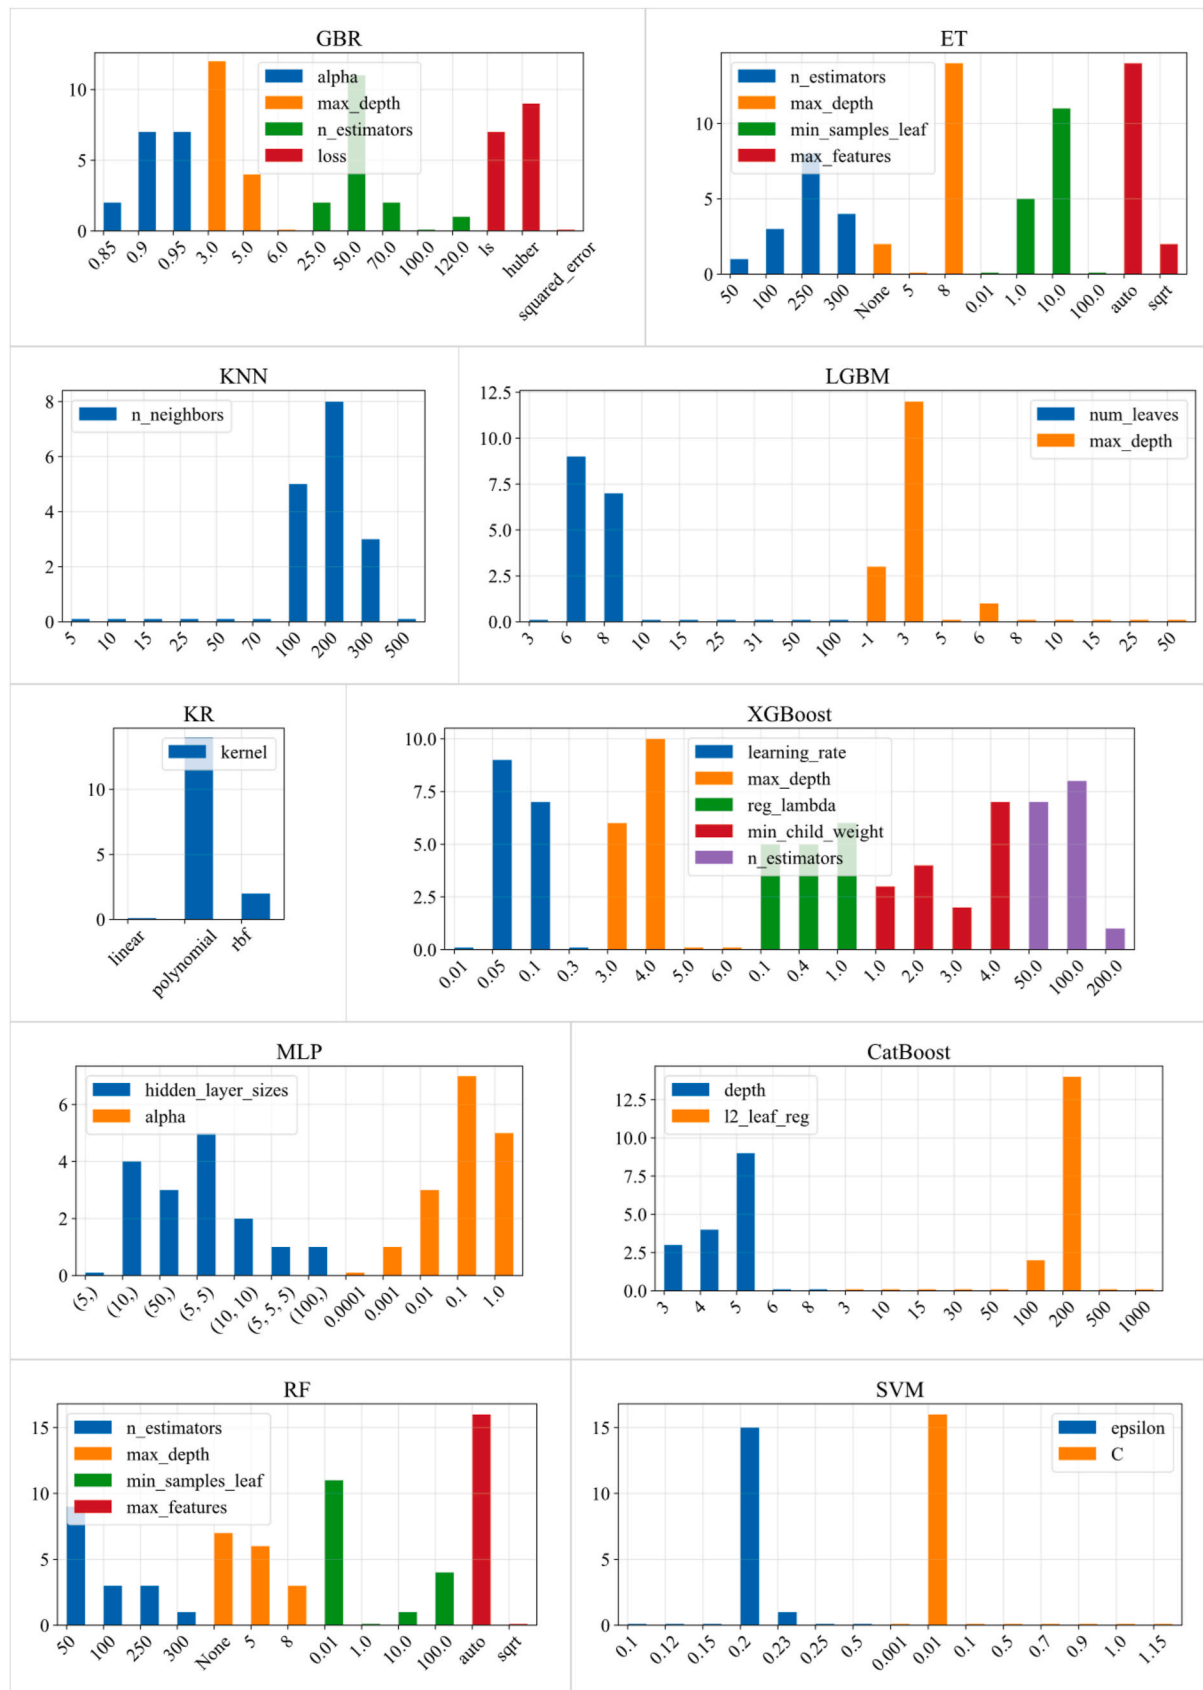 GBR
alpha
max_depth
n_estimators
loss
10
5
0
0.85 0.9 0.95 3.0 5.0 6.0 25.0 50.0 70.0 100.0 120.0 ls huber squared_error
ET
n_estimators
max_depth
min_samples_leaf
max_features
10
5
0
50 100 250 300 None 5 8 0.01 1.0 10.0 100.0 auto sqrt
KNN
n_neighbors
8
6
4
2
0
5 10 15 25 50 70 100 200 300 500
LGBM
num_leaves
max_depth
12.5
10.0
7.5
5.0
2.5
0.0
3 6 8 10 15 25 31 50 100 -1 3 5 6 8 10 15 25 50
KR
kernel
10
5
0
linear polynomial rbf
XGBoost
learning_rate
max_depth
reg_lambda
min_child_weight
n_estimators
10.0
7.5
5.0
2.5
0.0
0.01 0.05 0.1 0.3 3.0 4.0 5.0 6.0 0.1 0.4 1.0 1.0 2.0 3.0 4.0 50.0 100.0 200.0
MLP
hidden_layer_sizes
alpha
6
4
2
0
(5,) (10,) (50,) (5, 5) (10, 10) (5, 5, 5) (100,) 0.0001 0.001 0.01 0.1 1.0
CatBoost
depth
l2_leaf_reg
12.5
10.0
7.5
5.0
2.5
0.0
3 4 5 6 8 3 10 15 30 50 100 200 500 1000
RF
n_estimators
max_depth
min_samples_leaf
max_features
15
10
5
0
50 100 250 300 None 5 8 0.01 1.0 10.0 100.0 auto sqrt
SVM
epsilon
C
15
10
5
0
0.1 0.12 0.15 0.2 0.23 0.25 0.5 0.001 0.01 0.1 0.5 0.7 0.9 1.0 1.15